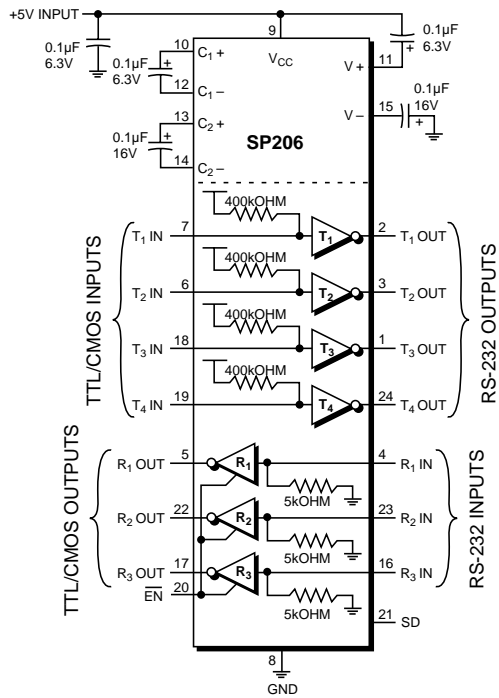 +5V INPUT
0.1µF
6.3V
9
VCC
0.1µF
6.3V
10
C1+
0.1µF
6.3V
12
C1–
V+
11
0.1µF
16V
13
C2+
0.1µF
16V
14
C2–
V–
15
SP206
400kOHM
7
T1 IN
T1
2
T1 OUT
400kOHM
6
T2 IN
T2
3
T2 OUT
400kOHM
18
T3 IN
T3
1
T3 OUT
400kOHM
19
T4 IN
T4
24
T4 OUT
TTL/CMOS INPUTS
RS-232 OUTPUTS
5
R1 OUT
R1
4
R1 IN
5kOHM
22
R2 OUT
R2
23
R2 IN
5kOHM
17
R3 OUT
R3
16
R3 IN
5kOHM
TTL/CMOS OUTPUTS
RS-232 INPUTS
20
EN
21
SD
8
GND